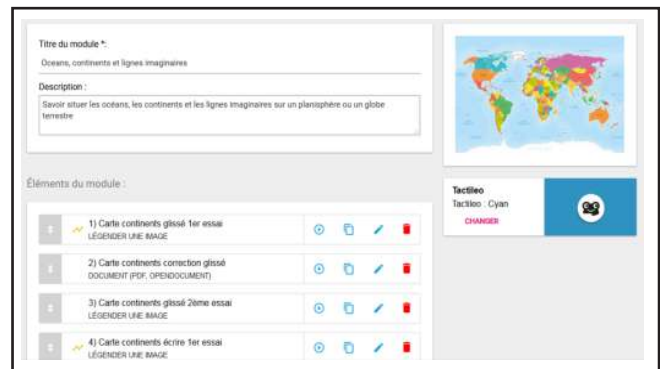 Titre du module *:
Oceans, continents et lignes imaginaires
Description :
Savoir situer les océans, les continents et les lignes imaginaires sur un planisphère ou un globe
terrestre
Éléments du module :
1) Carte continents glissé 1er essai
LÉGENDER UNE IMAGE
2) Carte continents correction glissé
DOCUMENT (PDF, OPENDOCUMENT)
3) Carte continents glissé 2ème essai
LÉGENDER UNE IMAGE
4) Carte continents écrire 1er essai
LÉGENDER UNE IMAGE
Tactileo
Tactileo : Cyan
CHANGER